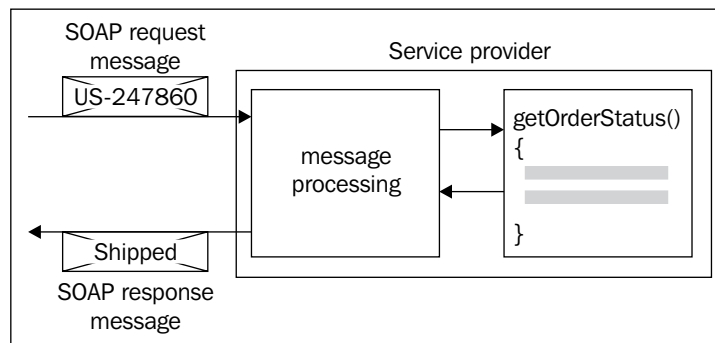 SOAP request
message
US-247860
Service provider
message
processing
getOrderStatus()
{
}
Shipped
SOAP response
message